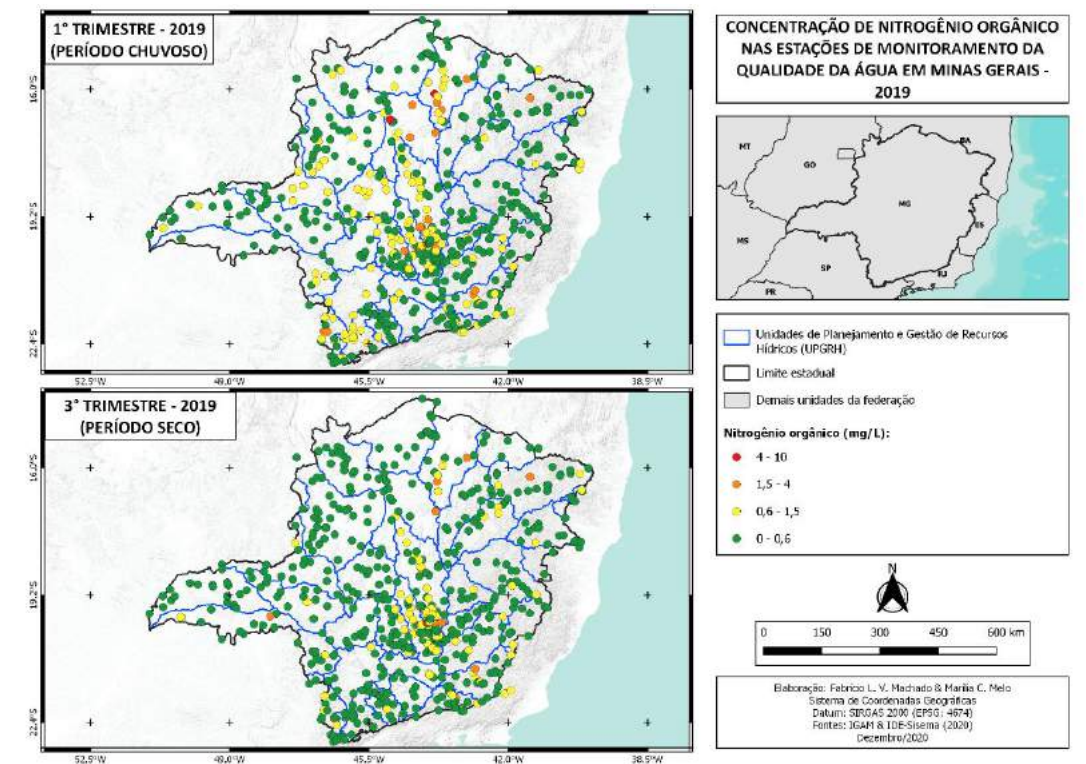 1° TRIMESTRE - 2019
(PERÍODO CHUVOSO)
16.0°S
19.2°S
22.4°S
52.5°W
49.0°W
45.5°W
42.0°W
38.5°W
3° TRIMESTRE - 2019
(PERÍODO SECO)
16.0°S
19.2°S
22.4°S
52.5°W
49.0°W
45.5°W
42.0°W
38.5°W
CONCENTRAÇÃO DE NITROGÊNIO ORGÂNICO
NAS ESTAÇÕES DE MONITORAMENTO DA
QUALIDADE DA ÁGUA EM MINAS GERAIS -
2019
MT
GO
BA
MG
ES
MS
SP
RJ
PR
Unidades de Planejamento e Gestão de Recursos
Hídricos (UPGRH)
Limite estadual
Demais unidades da federação
Nitrogênio orgânico (mg/L):
4 - 10
1,5 - 4
0,6 - 1,5
0 - 0,6
N
0 150 300 450 600 km
Elaboração: Fabrício L. V. Machado & Marília C. Melo
Sistema de Coordenadas Geográficas
Datum: SIRGAS 2000 (EPSG: 4674)
Fontes: IGAM & IDE-Sisema (2020)
Dezembro/2020